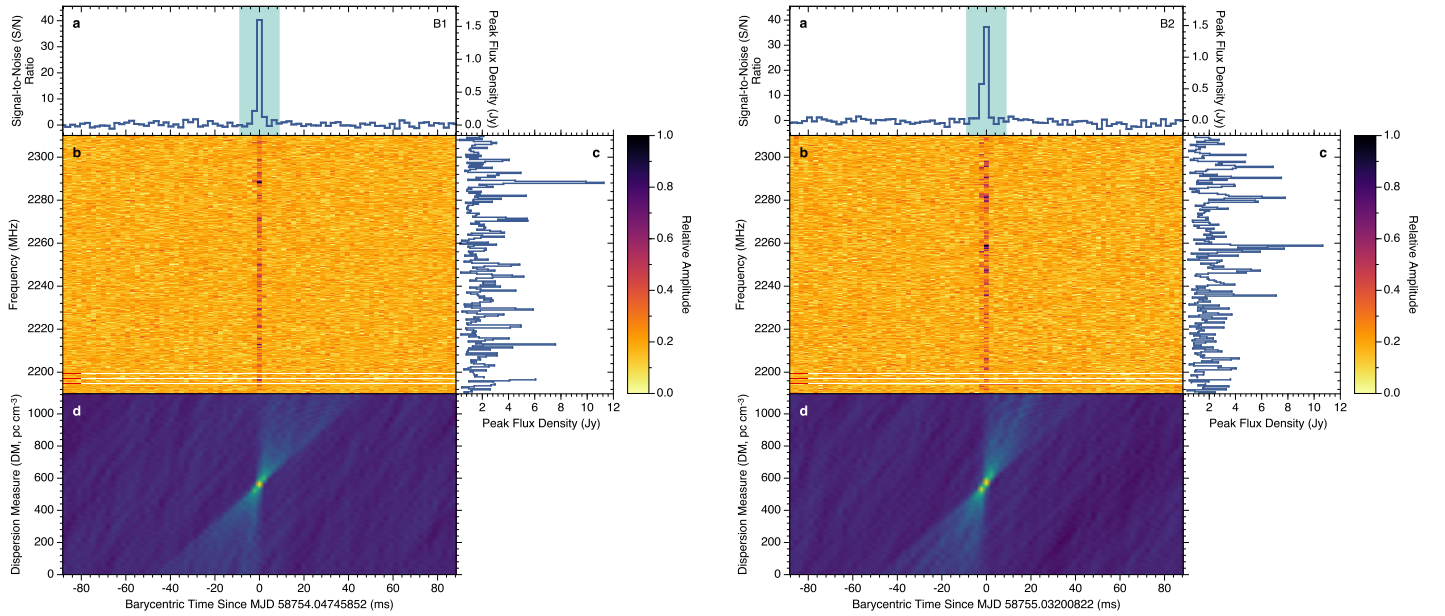 a
B1
40
30
20
10
0
Signal-to-Noise (S/N)
Ratio
1.5
1.0
0.5
0.0
Peak Flux Density (Jy)
b
2300
2280
2260
2240
2220
2200
Frequency (MHz)
c
2 4 6 8 10 12
Peak Flux Density (Jy)
1.0
0.8
0.6
0.4
0.2
0.0
Relative Amplitude
d
1000
800
600
400
200
0
Dispersion Measure (DM, pc cm⁻³)
-80 -60 -40 -20 0 20 40 60 80
Barycentric Time Since MJD 58754.04745852 (ms)
a
B2
40
30
20
10
0
Signal-to-Noise (S/N)
Ratio
1.5
1.0
0.5
0.0
Peak Flux Density (Jy)
b
2300
2280
2260
2240
2220
2200
Frequency (MHz)
c
2 4 6 8 10 12
Peak Flux Density (Jy)
1.0
0.8
0.6
0.4
0.2
0.0
Relative Amplitude
d
1000
800
600
400
200
0
Dispersion Measure (DM, pc cm⁻³)
-80 -60 -40 -20 0 20 40 60 80
Barycentric Time Since MJD 58755.03200822 (ms)